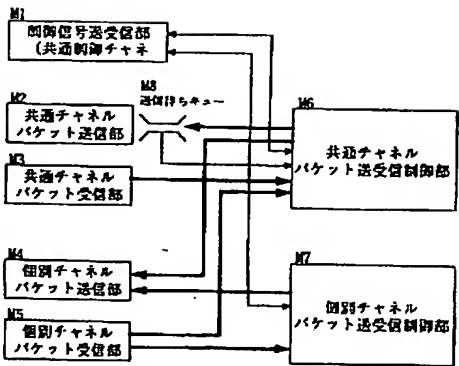 M1
制御信号送受信部
(共通制御チャネ
M8
送信待ちキュー
M2
共通チャネル
パケット送信部
M3
共通チャネル
パケット受信部
M6
共通チャネル
パケット送受信制御部
M4
個別チャネル
パケット送信部
M5
個別チャネル
パケット受信部
M7
個別チャネル
パケット送受信制御部